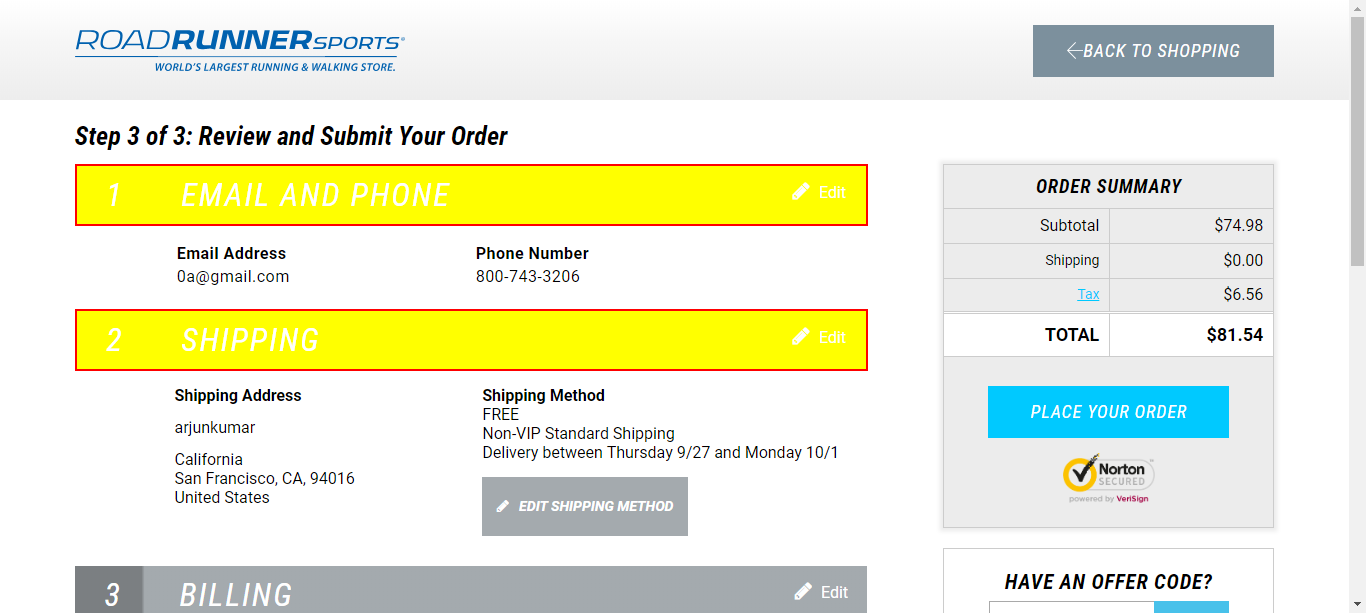 ROADRUNNERSPORTS
WORLD'S LARGEST RUNNING & WALKING STORE.
BACK TO SHOPPING
Step 3 of 3: Review and Submit Your Order
1 EMAIL AND PHONE Edit
Email Address Phone Number
0a@gmail.com 800-743-3206
2 SHIPPING Edit
Shipping Address
arjunkumar
California
San Francisco, CA, 94016
United States
Shipping Method
FREE
Non-VIP Standard Shipping
Delivery between Thursday 9/27 and Monday 10/1
EDIT SHIPPING METHOD
3 BILLING Edit
ORDER SUMMARY
Subtotal $74.98
Shipping $0.00
Tax $6.56
TOTAL $81.54
PLACE YOUR ORDER
Norton
SECURED
powered by VeriSign
HAVE AN OFFER CODE?